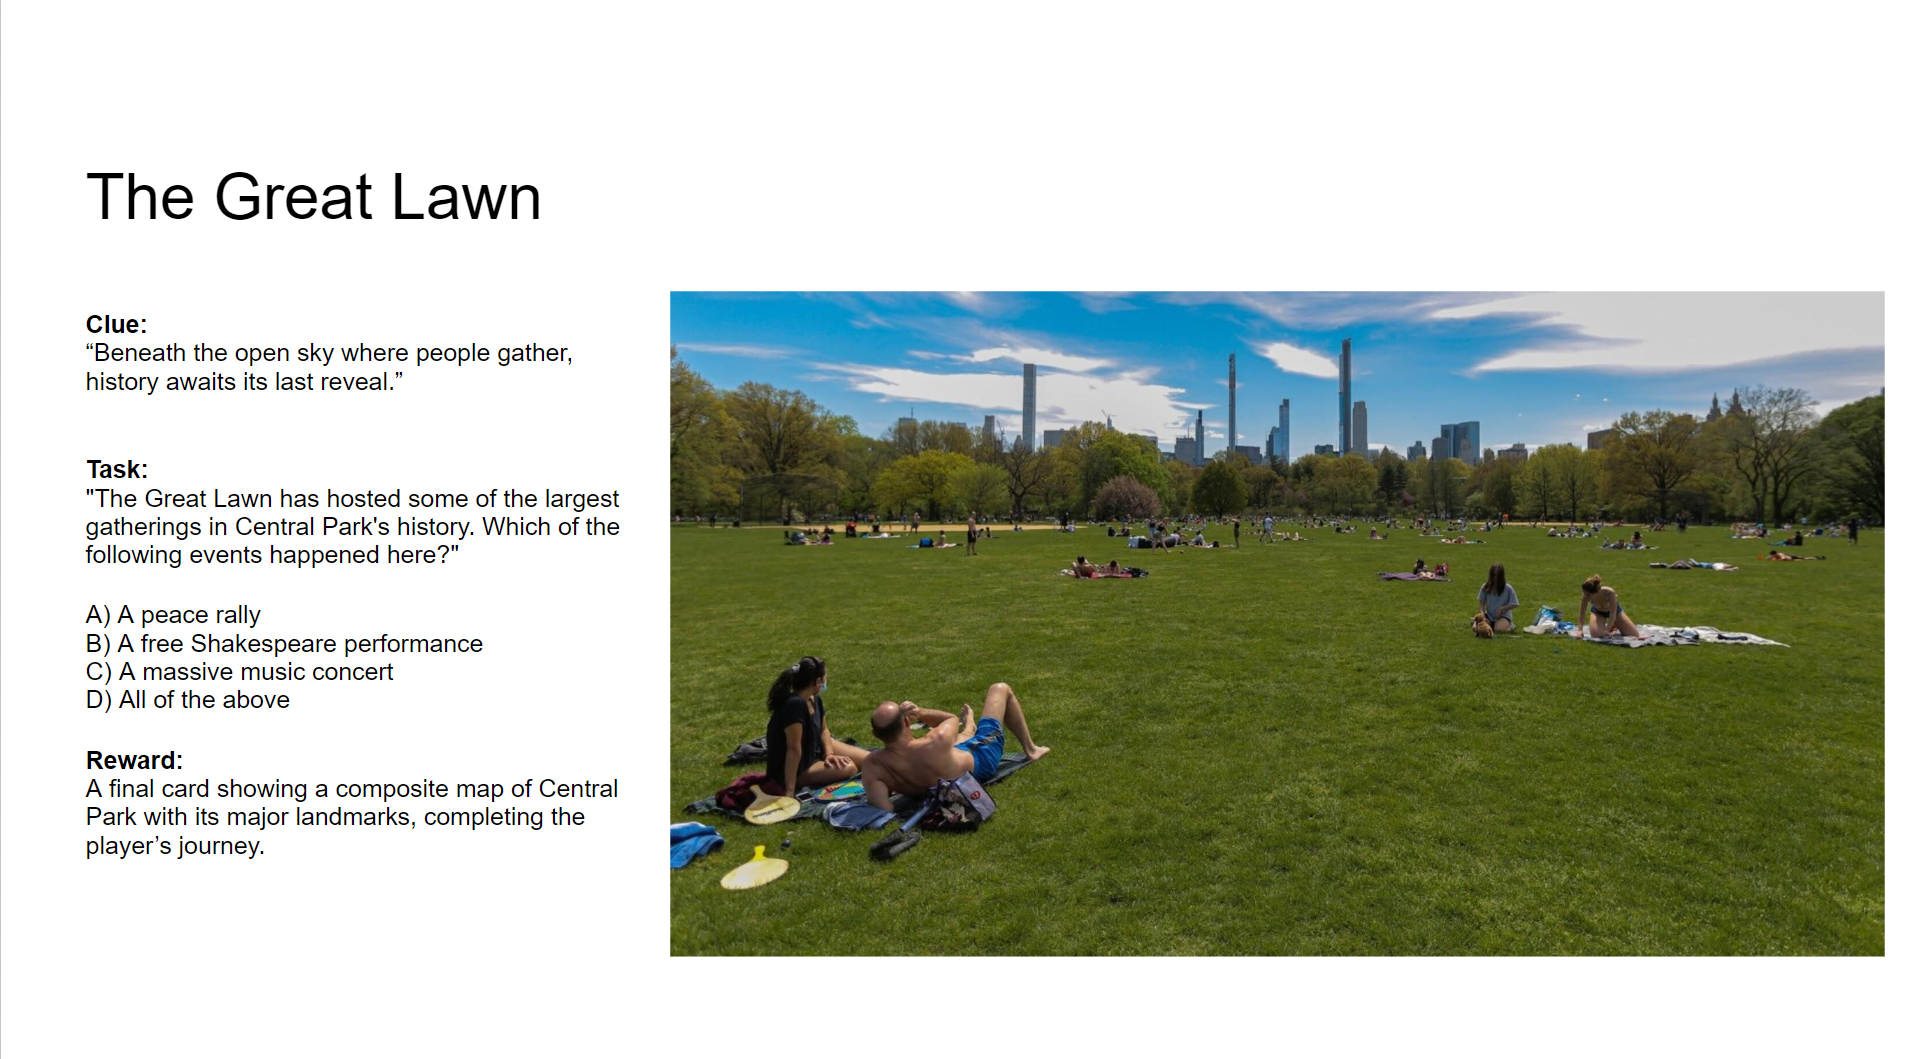 The Great Lawn
Clue:
“Beneath the open sky where people gather,
history awaits its last reveal.”
Task:
"The Great Lawn has hosted some of the largest
gatherings in Central Park's history. Which of the
following events happened here?"
A) A peace rally
B) A free Shakespeare performance
C) A massive music concert
D) All of the above
Reward:
A final card showing a composite map of Central
Park with its major landmarks, completing the
player’s journey.